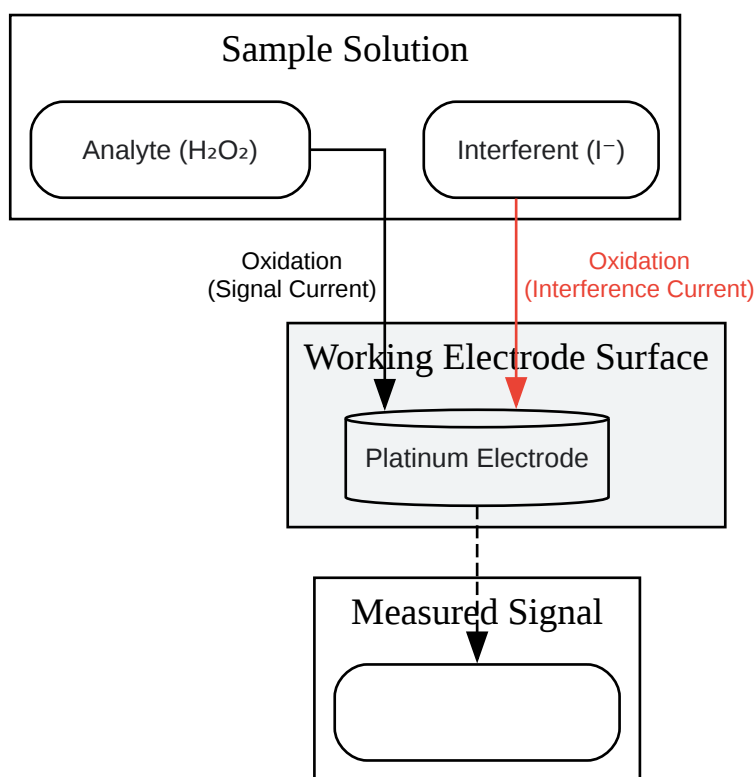 Sample Solution
Analyte (H₂O₂)
Interferent (I⁻)
Oxidation
(Signal Current)
Oxidation
(Interference Current)
Working Electrode Surface
Platinum Electrode
Measured Signal